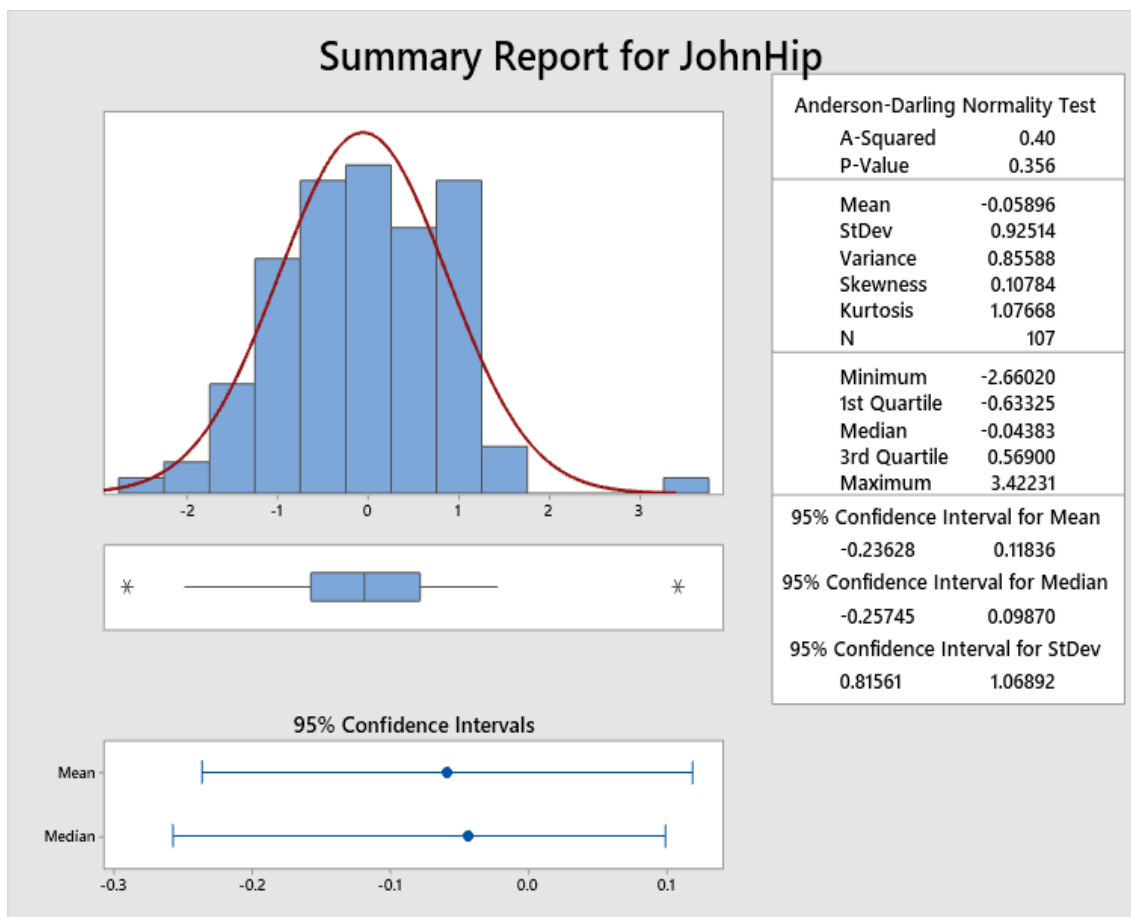 Summary Report for JohnHip
Anderson-Darling Normality Test
A-Squared 0.40
P-Value 0.356
Mean -0.05896
StDev 0.92514
Variance 0.85588
Skewness 0.10784
Kurtosis 1.07668
N 107
Minimum -2.66020
1st Quartile -0.63325
Median -0.04383
3rd Quartile 0.56900
Maximum 3.42231
95% Confidence Interval for Mean
-0.23628 0.11836
95% Confidence Interval for Median
-0.25745 0.09870
95% Confidence Interval for StDev
0.81561 1.06892
-2 -1 0 1 2 3
95% Confidence Intervals
Mean
Median
-0.3 -0.2 -0.1 0.0 0.1